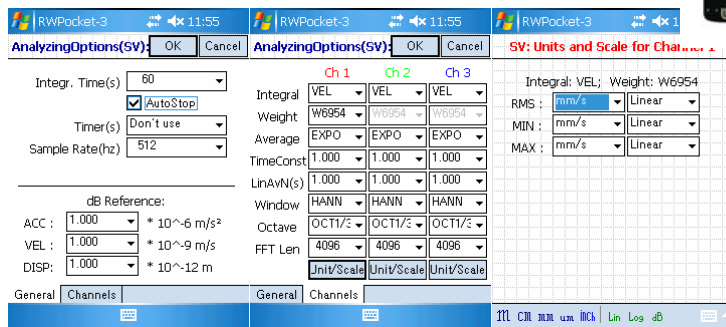 RWPocket-3 11:55
AnalyzingOptions(SV): OK Cancel
Integr. Time(s) 60
AutoStop
Timer(s) Don't use
Sample Rate(hz) 512
dB Reference:
ACC : 1.000 * 10^-6 m/s²
VEL : 1.000 * 10^-9 m/s
DISP: 1.000 * 10^-12 m
General Channels
RWPocket-3 11:55
AnalyzingOptions(SV): OK Cancel
Ch 1 Ch 2 Ch 3
Integral VEL VEL VEL
Weight W6954 W6954 W6954
Average EXPO EXPO EXPO
TimeConst 1.000 1.000 1.000
LinAvN(s) 1.000 1.000 1.000
Window HANN HANN HANN
Octave OCT1/3 OCT1/3 OCT1/3
FFT Len 4096 4096 4096
Unit/Scale Unit/Scale Unit/Scale
General Channels
RWPocket-3
SV: Units and Scale for Channel 1
Integral: VEL; Weight: W6954
RMS : mm/s Linear
MIN : mm/s Linear
MAX : mm/s Linear
m cm mm um inch Lin Log dB